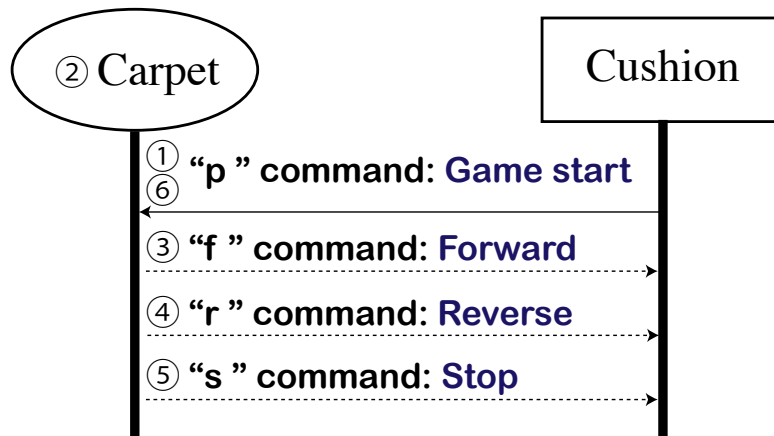 ② Carpet
Cushion
① ⑥ “p ” command: Game start
③ “f ” command: Forward
④ “r ” command: Reverse
⑤ “s ” command: Stop